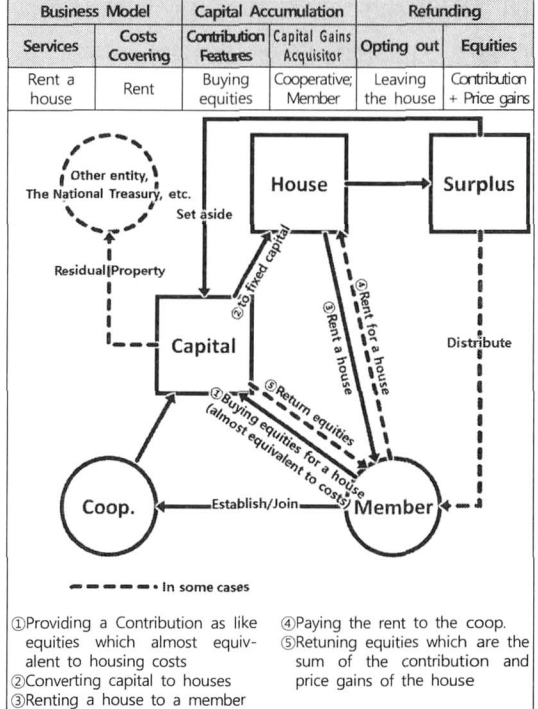 Business Model Capital Accumulation Refunding
Services Costs Covering Contribution Features Capital Gains Acquisitor Opting out Equities
Rent a house Rent Buying equities Cooperative; Member Leaving the house Contribution + Price gains
Other entity,
The National Treasury, etc.
House
Surplus
Set aside
Residual Property
②to fixed capital
④Rent for a house
③Rent a house
Capital
Distribute
⑤Return equities
①Buying equities for a house
(almost equivalent to costs)
Coop.
Establish/Join
Member
In some cases
①Providing a Contribution as like
equities which almost equiv-
alent to housing costs
②Converting capital to houses
③Renting a house to a member
④Paying the rent to the coop.
⑤Retuning equities which are the
sum of the contribution and
price gains of the house